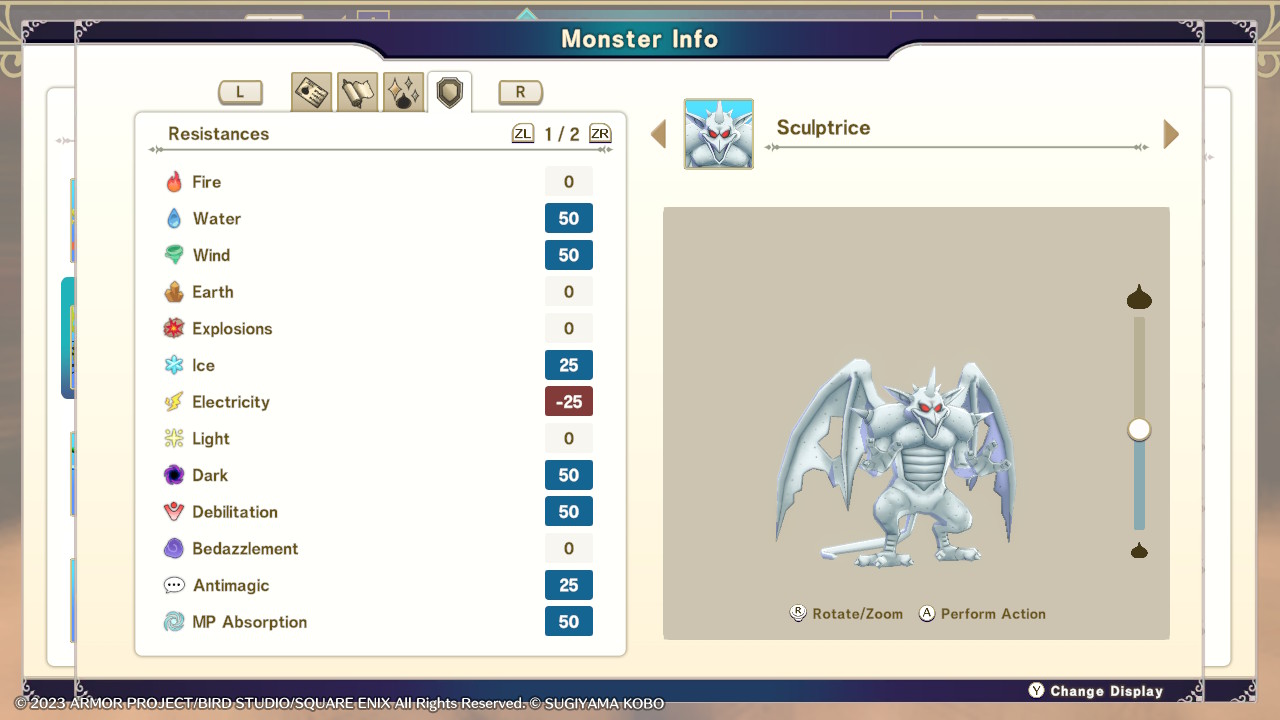 Monster Info
L
R
Resistances
ZL 1 / 2 ZR
Fire 0
Water 50
Wind 50
Earth 0
Explosions 0
Ice 25
Electricity -25
Light 0
Dark 50
Debilitation 50
Bedazzlement 0
Antimagic 25
MP Absorption 50
Sculptrice
R Rotate/Zoom A Perform Action
Y Change Display
© 2023 ARMOR PROJECT/BIRD STUDIO/SQUARE ENIX All Rights Reserved. © SUGIYAMA KOBO